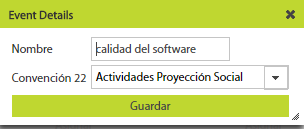 Event Details
Nombre calidad del software
Convención 22 Actividades Proyección Social
Guardar